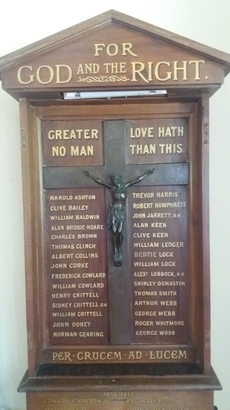 FOR
GOD AND THE RIGHT.
GREATER
NO MAN
LOVE HATH
THAN THIS.
HAROLD ASHTON
CLIVE BAILEY
WILLIAM BALDWIN
ALAN BRODIE HOARE
CHARLES BROWN
THOMAS CLINCH
ALBERT COLLINS
JOHN CORKE
FREDERICK COWLARD
WILLIAM COWLARD
HENRY CRITTELL
SIDNEY CRITTELL
WILLIAM CRITTELL
JOHN DONEY
NORMAN GEARING
TREVOR HARRIS
ROBERT HUMPHREYS
JOHN JARRETT
ALAN KEEN
CLIVE KEEN
WILLIAM LEDGER
BERTIE LOCK
WILLIAM LOCK
ALEXR LUBBOCK
SHIRLEY OSMASTON
THOMAS SMITH
ARTHUR WEBB
GEORGE WEBB
ROGER WHITMORE
GEORGE WOOD
PER · CRUCEM · AD · LUCEM